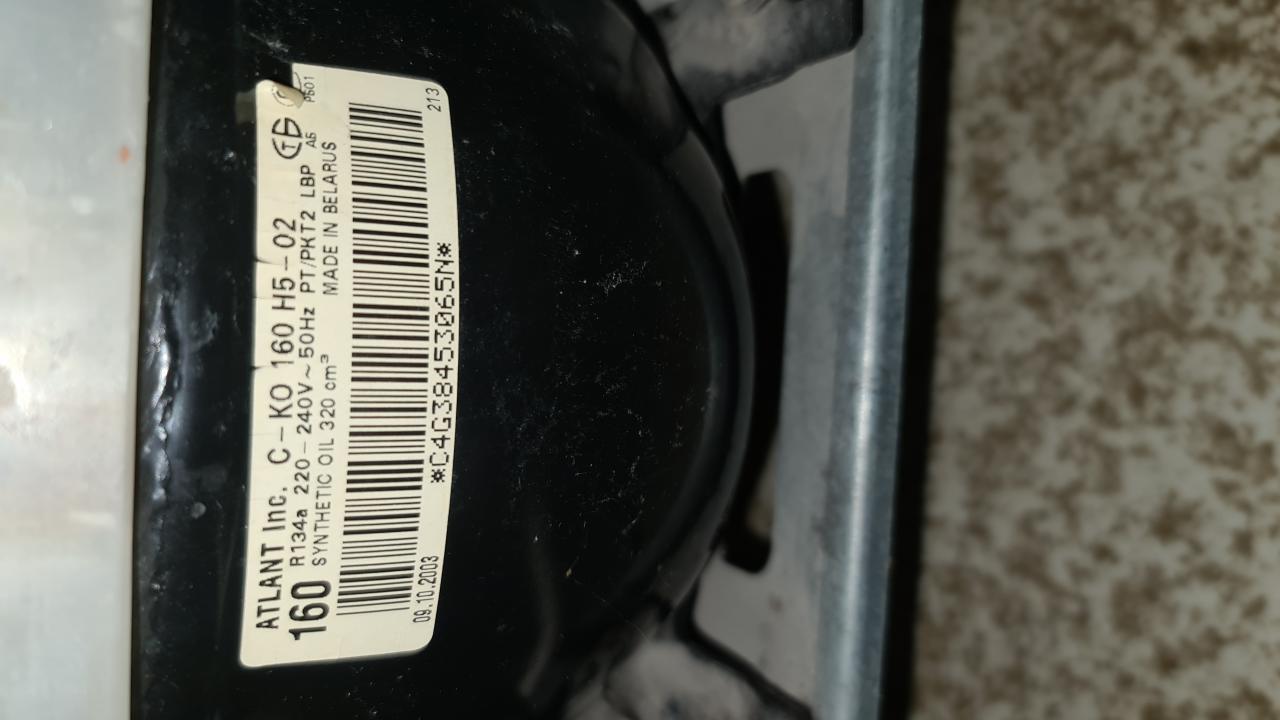 ATLANT Inc. C-KO 160 H5-02
160 R134a 220-240V~50Hz PT/PKT2 LBP АБ РБ01
SYNTHETIC OIL 320 cm³ MADE IN BELARUS
09.10.2003 *C4G38453065N* 213